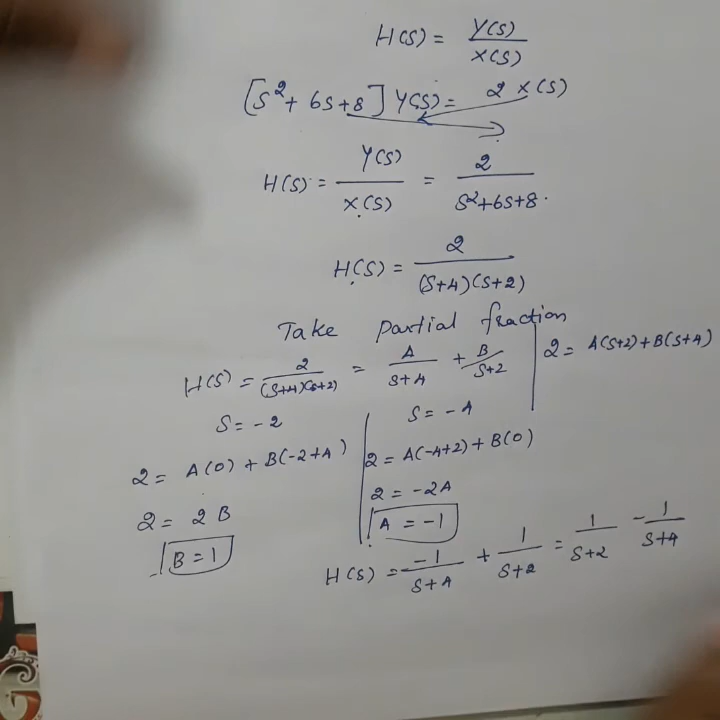 H(S) = Y(S) / X(S)
[S²+ 6S+8] Y(S) = 2 X(S)
H(S) = Y(S) / X(S) = 2 / S²+6S+8.
H(S) = 2 / (S+4)(S+2)
Take Partial fraction
H(S) = 2 / (S+4)(S+2) = A / S+4 + B / S+2 | 2 = A(S+2)+B(S+4)
S = -2
2 = A(0) + B(-2+4)
2 = 2B
B = 1
S = -4
2 = A(-4+2) + B(0)
2 = -2A
A = -1
H(S) = -1 / S+4 + 1 / S+2 = 1 / S+2 - 1 / S+4
G